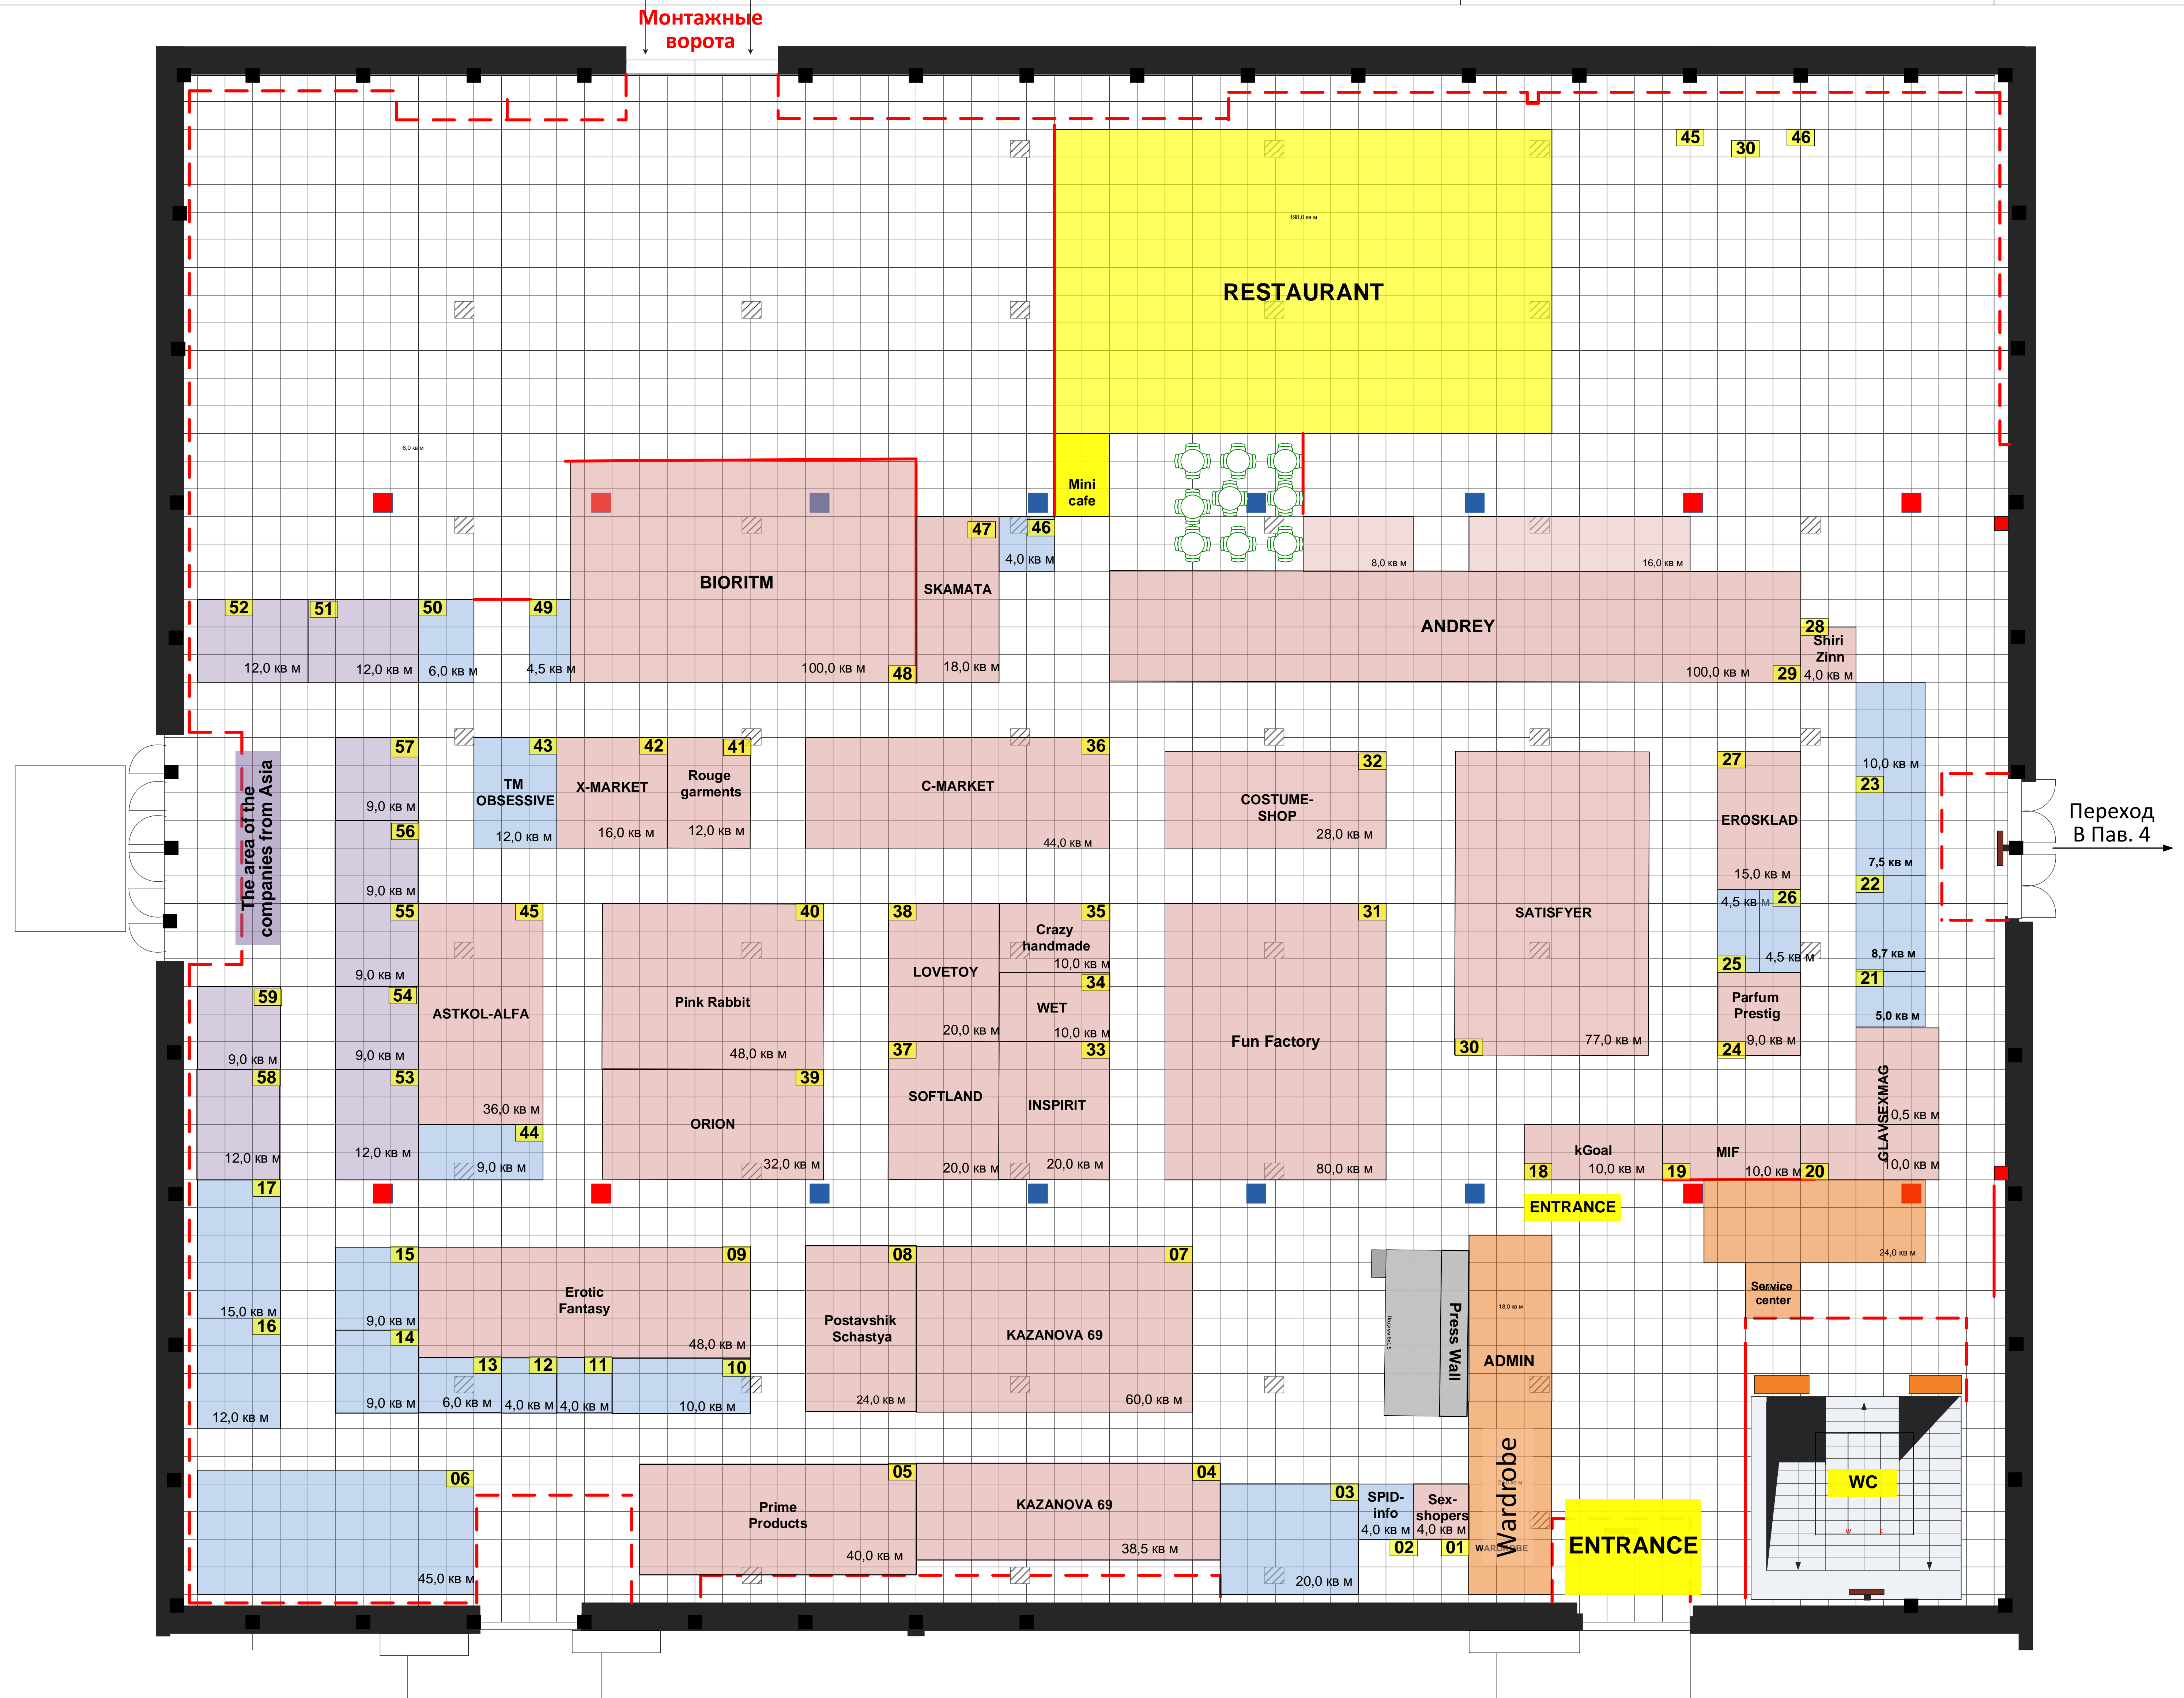 Монтажные
ворота
45
30
46
198,0 кв м
RESTAURANT
6,0 кв м
Mini
cafe
47
46
4,0 кв м
8,0 кв м
16,0 кв м
BIORITM
SKAMATA
52
51
50
49
12,0 кв м
12,0 кв м
6,0 кв м
4,5 кв м
100,0 кв м
48
18,0 кв м
ANDREY
100,0 кв м
29
28
Shiri
Zinn
4,0 кв м
57
9,0 кв м
43
TM
OBSESSIVE
12,0 кв м
42
X-MARKET
16,0 кв м
41
Rouge
garments
12,0 кв м
36
C-MARKET
44,0 кв м
32
COSTUME-
SHOP
28,0 кв м
27
EROSKLAD
15,0 кв м
10,0 кв м
23
7,5 кв м
22
8,7 кв м
21
5,0 кв м
Переход
В Пав. 4
The area of the
companies from Asia
56
9,0 кв м
55
9,0 кв м
45
ASTKOL-ALFA
36,0 кв м
40
Pink Rabbit
48,0 кв м
38
LOVETOY
20,0 кв м
35
Crazy
handmade
10,0 кв м
34
WET
10,0 кв м
31
Fun Factory
80,0 кв м
SATISFYER
77,0 кв м
30
4,5 кв м
26
4,5 кв м
25
Parfum
Prestig
9,0 кв м
24
59
9,0 кв м
54
9,0 кв м
58
12,0 кв м
53
12,0 кв м
44
9,0 кв м
39
ORION
32,0 кв м
37
SOFTLAND
20,0 кв м
33
INSPIRIT
20,0 кв м
kGoal
10,0 кв м
18
MIF
10,0 кв м
19
GLAVSEXMAG
0,5 кв м
10,0 кв м
20
ENTRANCE
24,0 кв м
Service
center
17
15,0 кв м
16
12,0 кв м
15
9,0 кв м
14
9,0 кв м
09
Erotic
Fantasy
48,0 кв м
13
6,0 кв м
12
4,0 кв м
11
4,0 кв м
10
10,0 кв м
08
Postavshik
Schastya
24,0 кв м
07
KAZANOVA 69
60,0 кв м
Press Wall
18,0 кв м
ADMIN
06
45,0 кв м
05
Prime
Products
40,0 кв м
04
KAZANOVA 69
38,5 кв м
03
20,0 кв м
SPID-
info
4,0 кв м
02
Sex-
shopers
4,0 кв м
01
Wardrobe
WARDROBE
ENTRANCE
WC